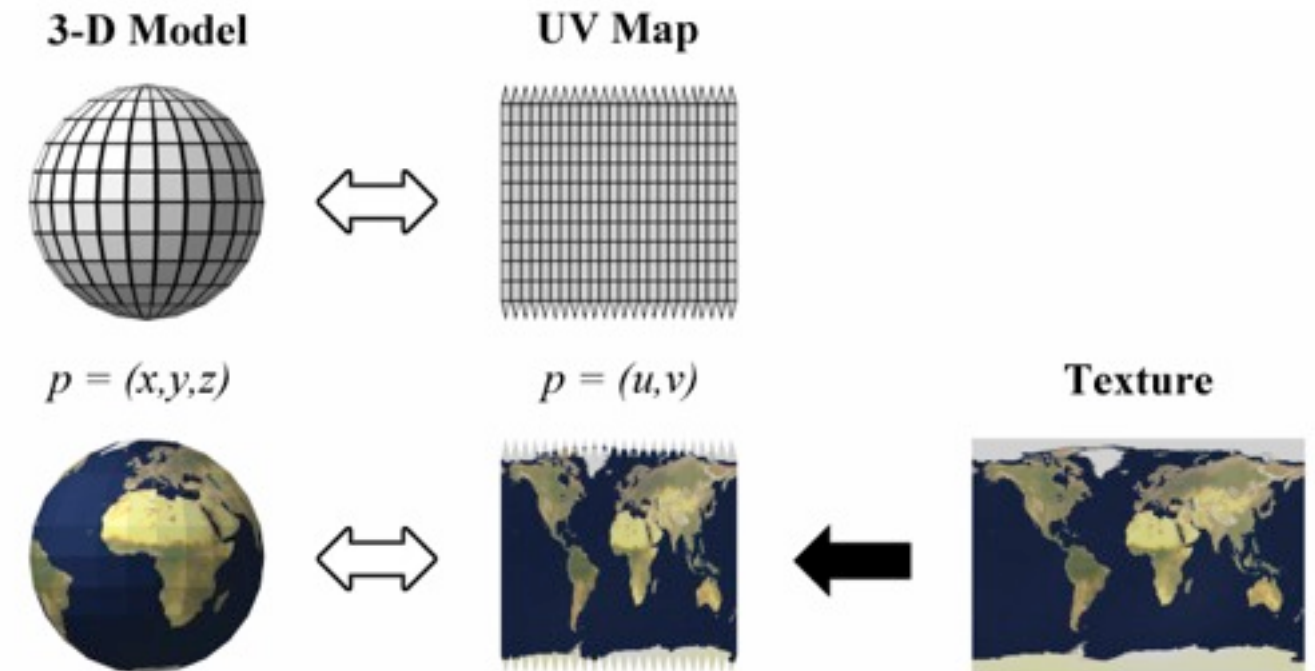 3-D Model
UV Map
p = (x,y,z)
p = (u,v)
Texture